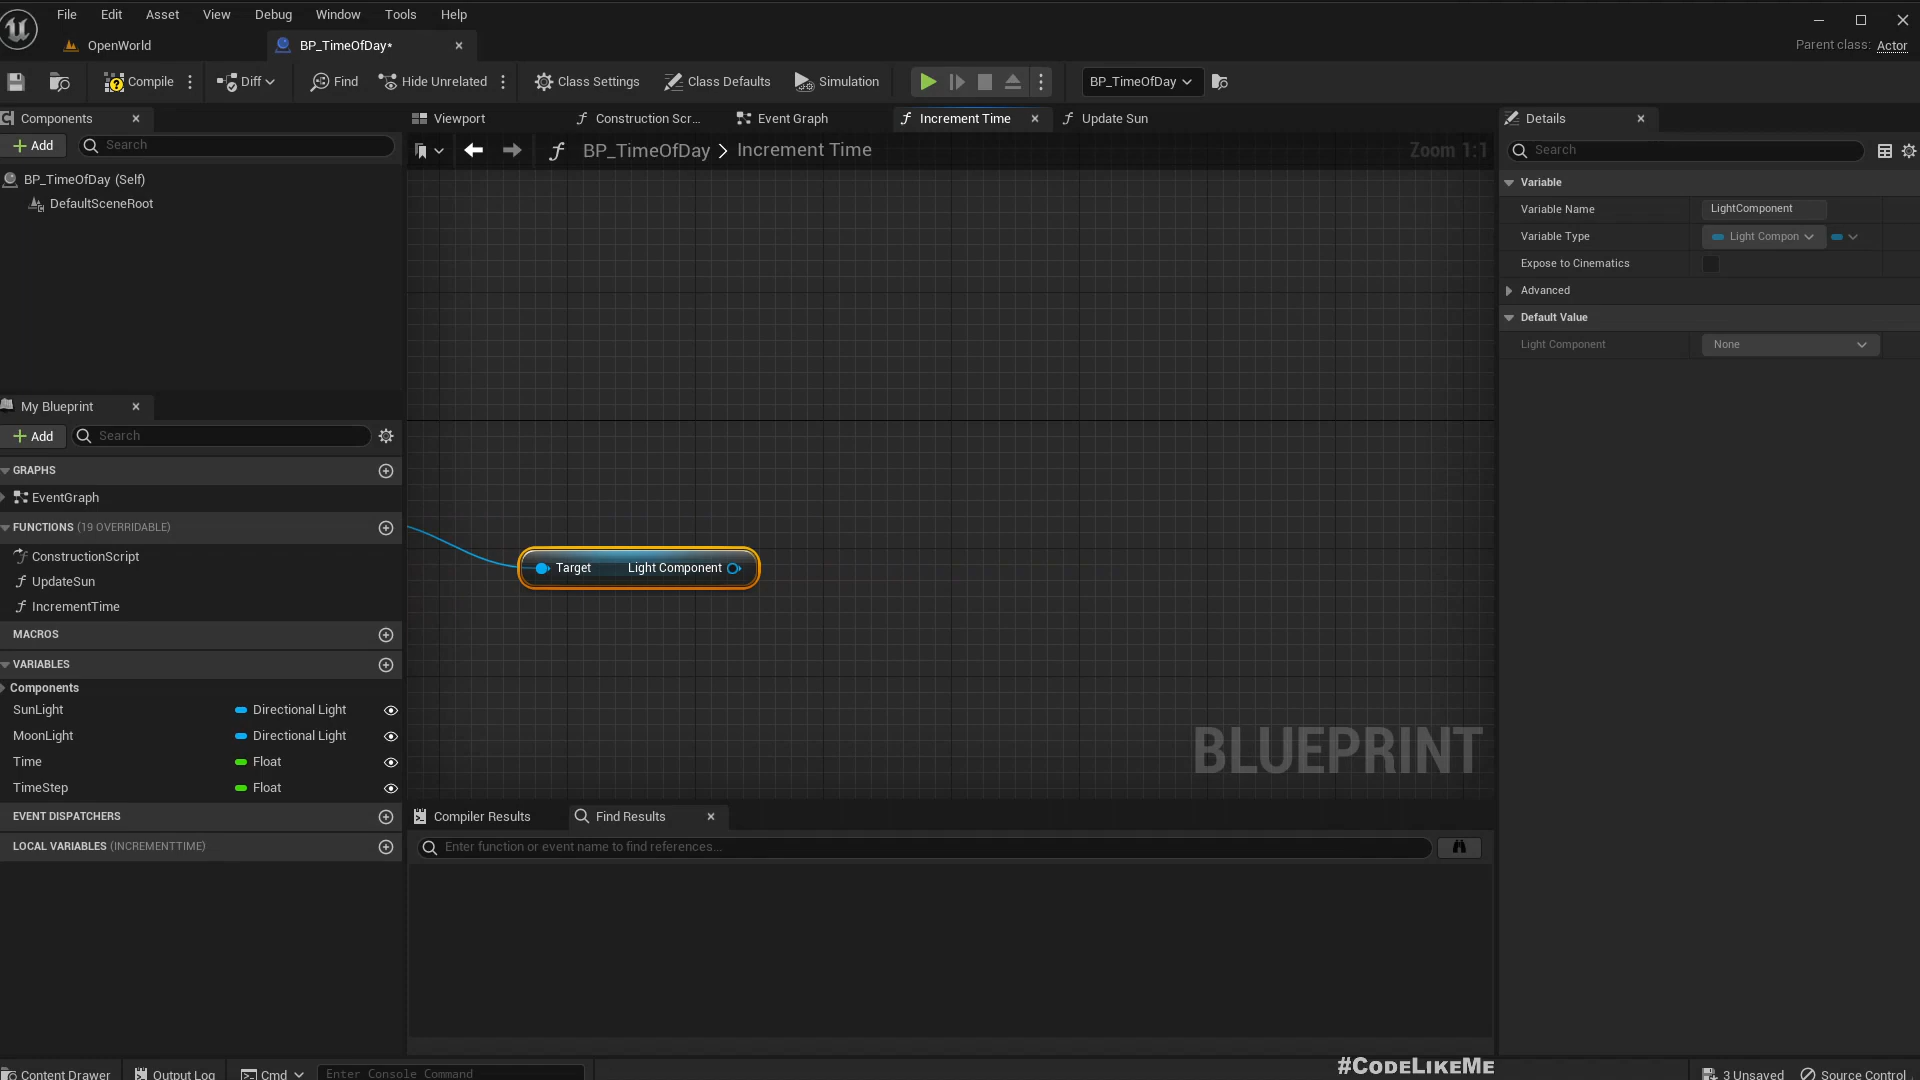 File Edit Asset View Debug Window Tools Help
OpenWorld BP_TimeOfDay* Parent class: Actor
Compile Diff Find Hide Unrelated Class Settings Class Defaults Simulation BP_TimeOfDay
Components Viewport Construction Scr... Event Graph Increment Time Update Sun Details
Add Search BP_TimeOfDay > Increment Time Zoom 1:1 Search
BP_TimeOfDay (Self)
DefaultSceneRoot
Variable
Variable Name LightComponent
Variable Type Light Compon
Expose to Cinematics
Advanced
Default Value
Light Component None
My Blueprint
Add Search
GRAPHS
EventGraph
FUNCTIONS (19 OVERRIDABLE)
ConstructionScript
UpdateSun
IncrementTime
MACROS
VARIABLES
Components
SunLight Directional Light
MoonLight Directional Light
Time Float
TimeStep Float
EVENT DISPATCHERS
LOCAL VARIABLES (INCREMENTTIME)
Target Light Component
BLUEPRINT
Compiler Results Find Results
Enter function or event name to find references...
#CodeLikeMe
Content Drawer Output Log Cmd Enter Console Command 3 Unsaved Source Control